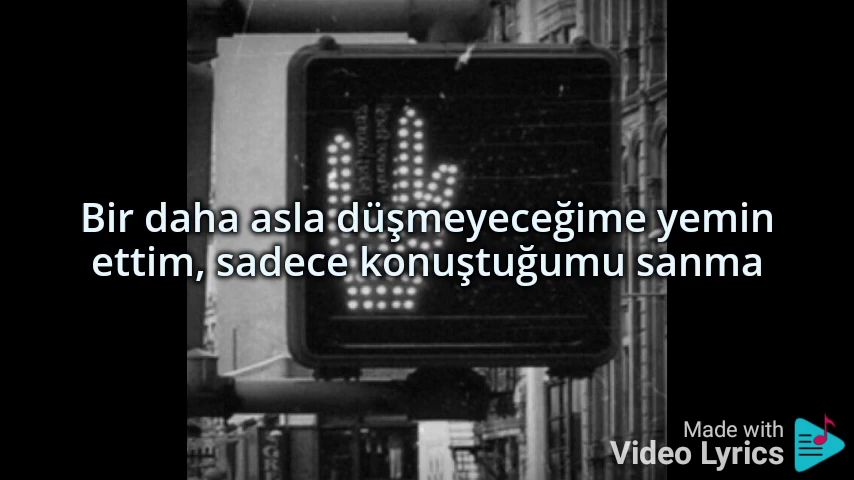 Bir daha asla düşmeyeceğime yemin
ettim, sadece konuştuğumu sanma
Made with
Video Lyrics